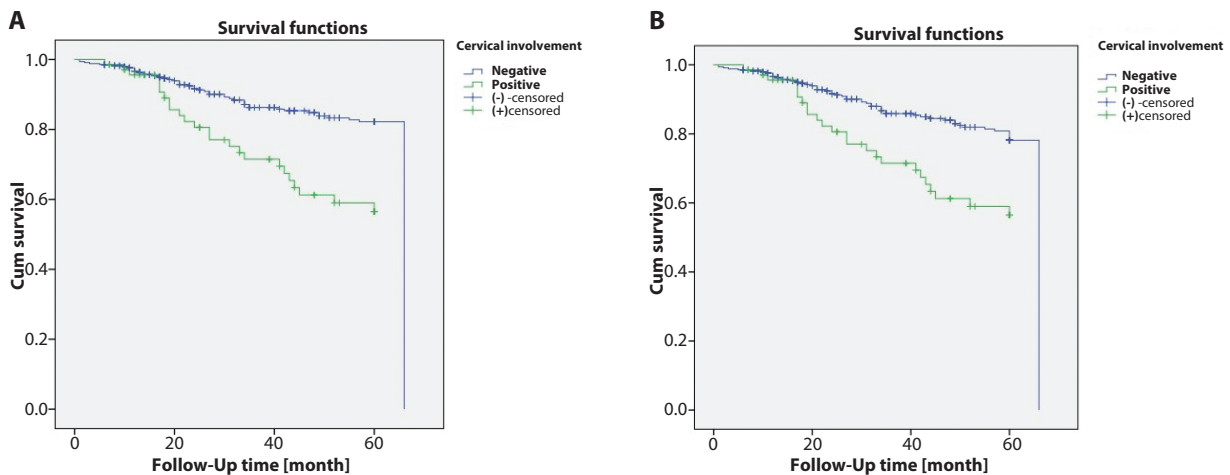 A
Survival functions
Cum survival
1.0
0.8
0.6
0.4
0.2
0.0
0
20
40
60
Follow-Up time [month]
Cervical involvement
Negative
Positive
(-) -censored
(+)censored
B
Survival functions
Cum survival
1.0
0.8
0.6
0.4
0.2
0.0
0
20
40
60
Follow-Up time [month]
Cervical involvement
Negative
Positive
(-) -censored
(+)censored